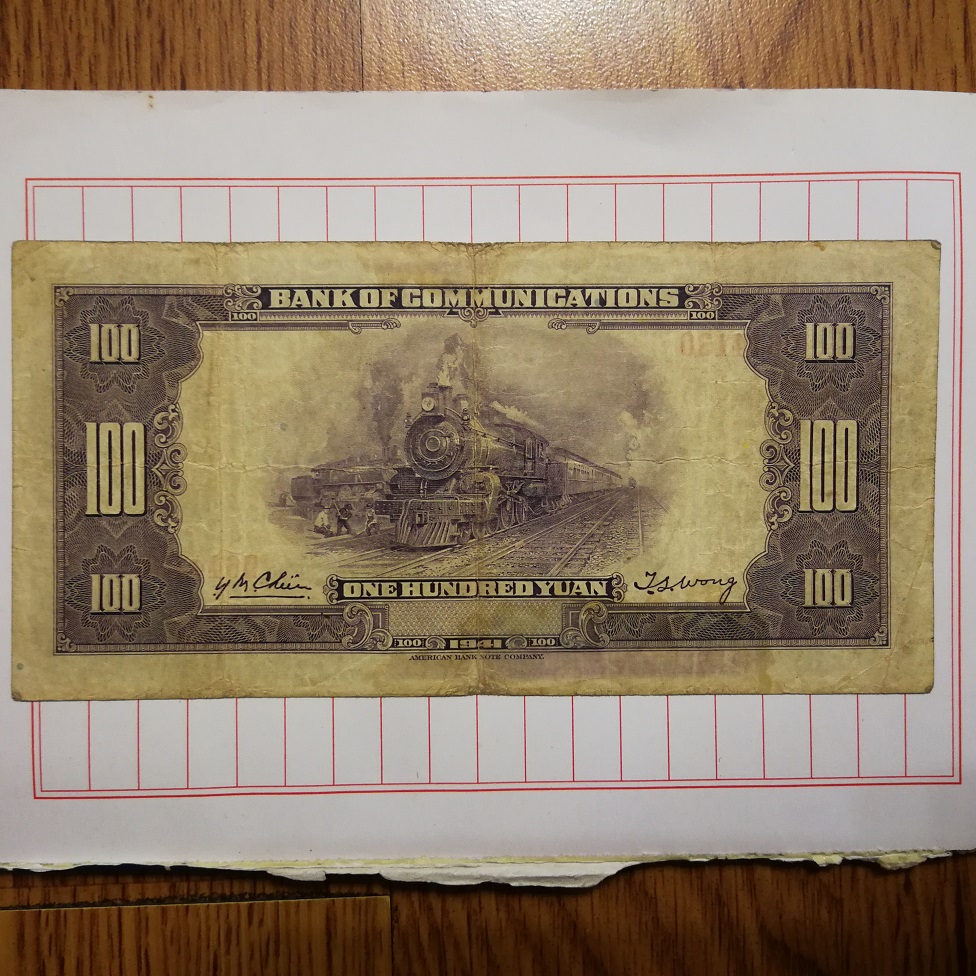 BANK OF COMMUNICATIONS
100 100
100 100
100 100
100 100
Y M Chien ONE HUNDRED YUAN T. S. Wong
100 1941 100
AMERICAN BANK NOTE COMPANY.